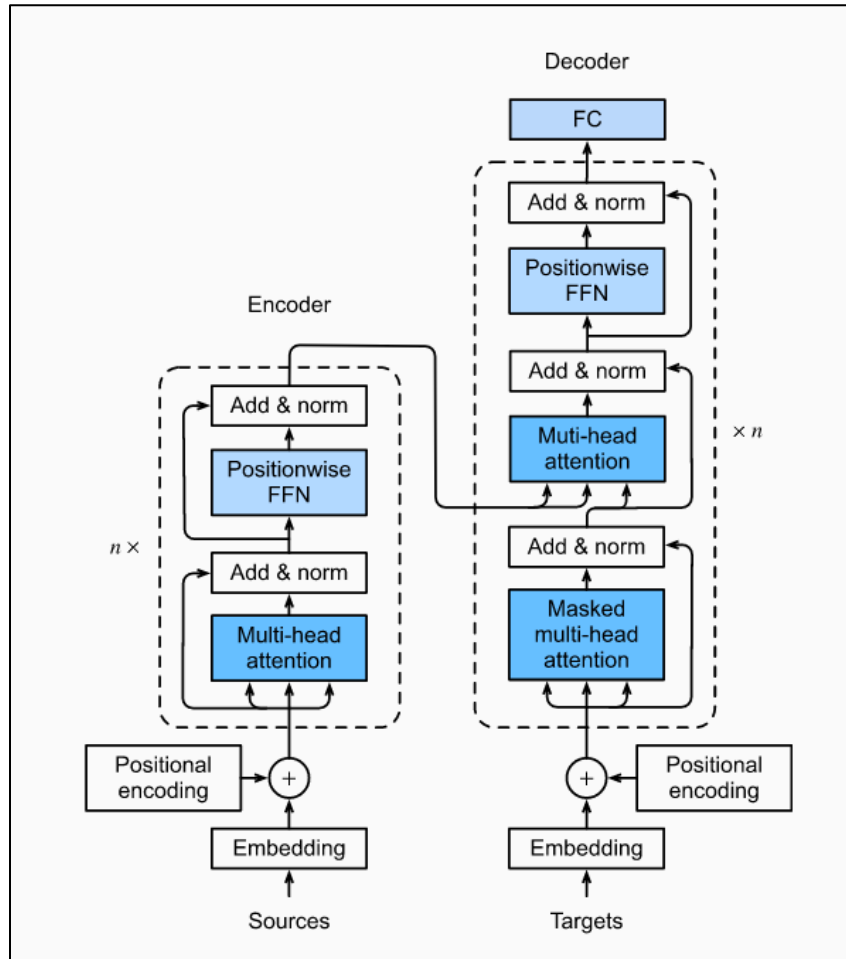 Decoder
FC
Add & norm
Positionwise
FFN
Add & norm
Muti-head
attention
× n
Add & norm
Masked
multi-head
attention
Positional
encoding
+
Embedding
Targets
Encoder
Add & norm
Positionwise
FFN
n ×
Add & norm
Multi-head
attention
Positional
encoding
+
Embedding
Sources